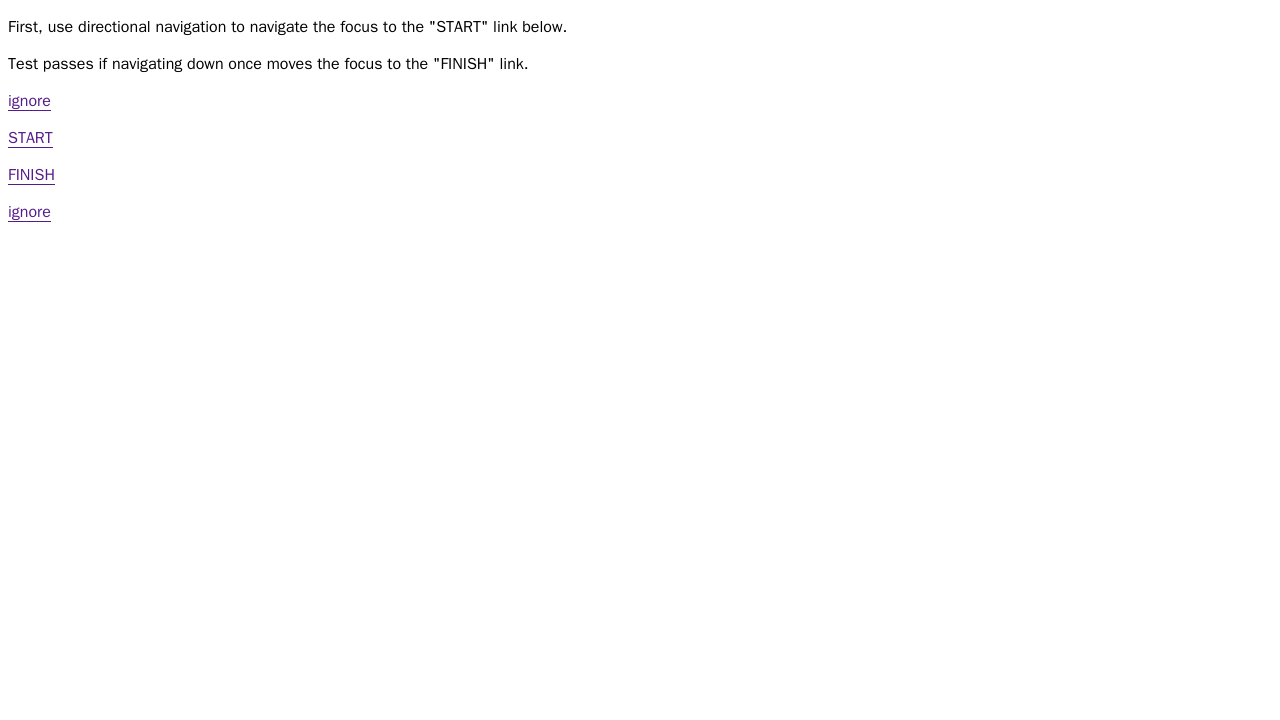 First, use directional navigation to navigate the focus to the "START" link below.
Test passes if navigating down once moves the focus to the "FINISH" link.
ignore
START
FINISH
ignore